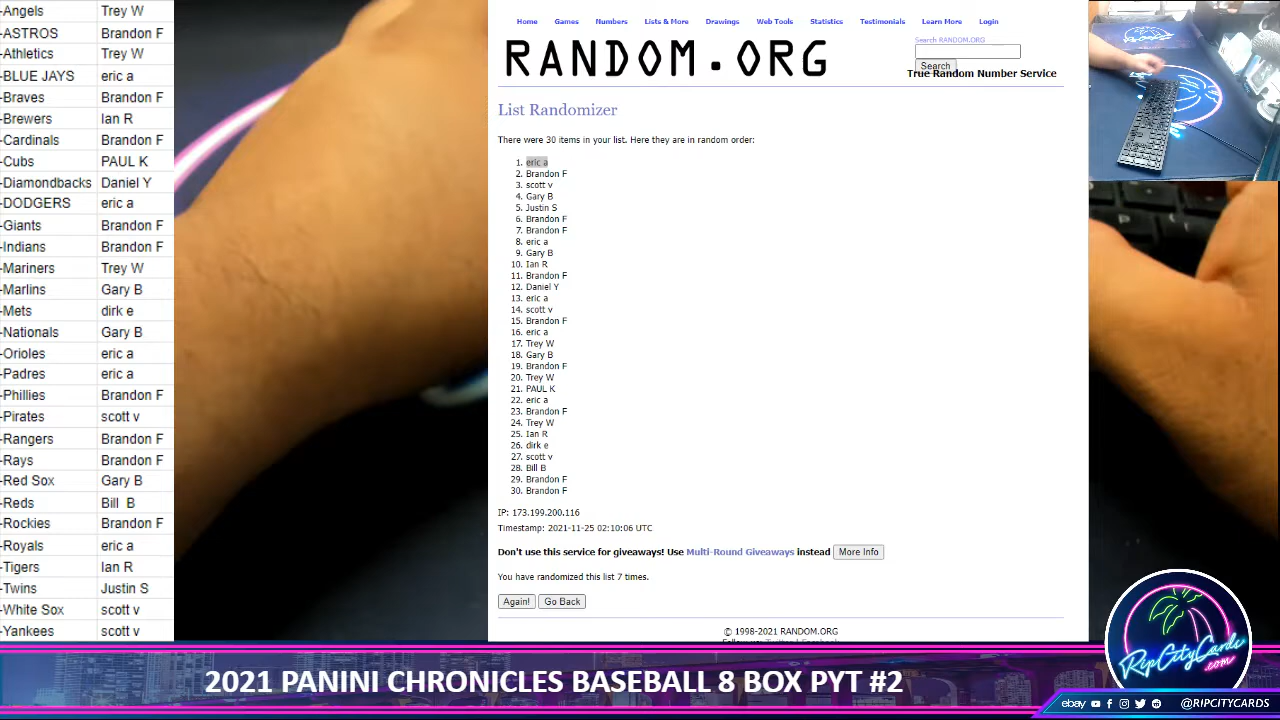 -Angels Trey W
-ASTROS Brandon F
-Athletics Trey W
-BLUE JAYS eric a
-Braves Brandon F
-Brewers Ian R
-Cardinals Brandon F
-Cubs PAUL K
-Diamondbacks Daniel Y
-DODGERS eric a
-Giants Brandon F
-Indians Brandon F
-Mariners Trey W
-Marlins Gary B
-Mets dirk e
-Nationals Gary B
-Orioles eric a
-Padres eric a
-Phillies Brandon F
-Pirates scott v
-Rangers Brandon F
-Rays Brandon F
-Red Sox Gary B
-Reds Bill B
-Rockies Brandon F
-Royals eric a
-Tigers Ian R
-Twins Justin S
-White Sox scott v
-Yankees scott v
Home Games Numbers Lists & More Drawings Web Tools Statistics Testimonials Learn More Login
Search RANDOM.ORG
Search
RANDOM.ORG
True Random Number Service
List Randomizer
There were 30 items in your list. Here they are in random order:
1. eric a
2. Brandon F
3. scott v
4. Gary B
5. Justin S
6. Brandon F
7. Brandon F
8. eric a
9. Gary B
10. Ian R
11. Brandon F
12. Daniel Y
13. eric a
14. scott v
15. Brandon F
16. eric a
17. Trey W
18. Gary B
19. Brandon F
20. Trey W
21. PAUL K
22. eric a
23. Brandon F
24. Trey W
25. Ian R
26. dirk e
27. scott v
28. Bill B
29. Brandon F
30. Brandon F
IP: 173.199.200.116
Timestamp: 2021-11-25 02:10:06 UTC
Don't use this service for giveaways! Use Multi-Round Giveaways instead More Info
You have randomized this list 7 times.
Again! Go Back
© 1998-2021 RANDOM.ORG
2021 PANINI CHRONICLES BASEBALL 8 BOX PYT #2
RipCityCards
.com
ebay @RIPCITYCARDS